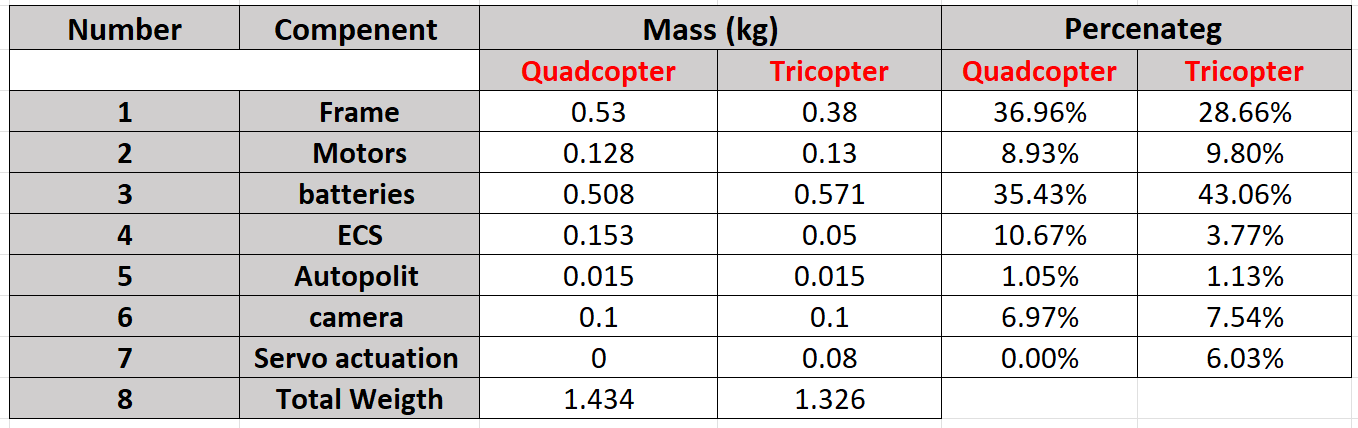 Number Compenent Mass (kg) Percenateg
Quadcopter Tricopter Quadcopter Tricopter
1 Frame 0.53 0.38 36.96% 28.66%
2 Motors 0.128 0.13 8.93% 9.80%
3 batteries 0.508 0.571 35.43% 43.06%
4 ECS 0.153 0.05 10.67% 3.77%
5 Autopolit 0.015 0.015 1.05% 1.13%
6 camera 0.1 0.1 6.97% 7.54%
7 Servo actuation 0 0.08 0.00% 6.03%
8 Total Weigth 1.434 1.326